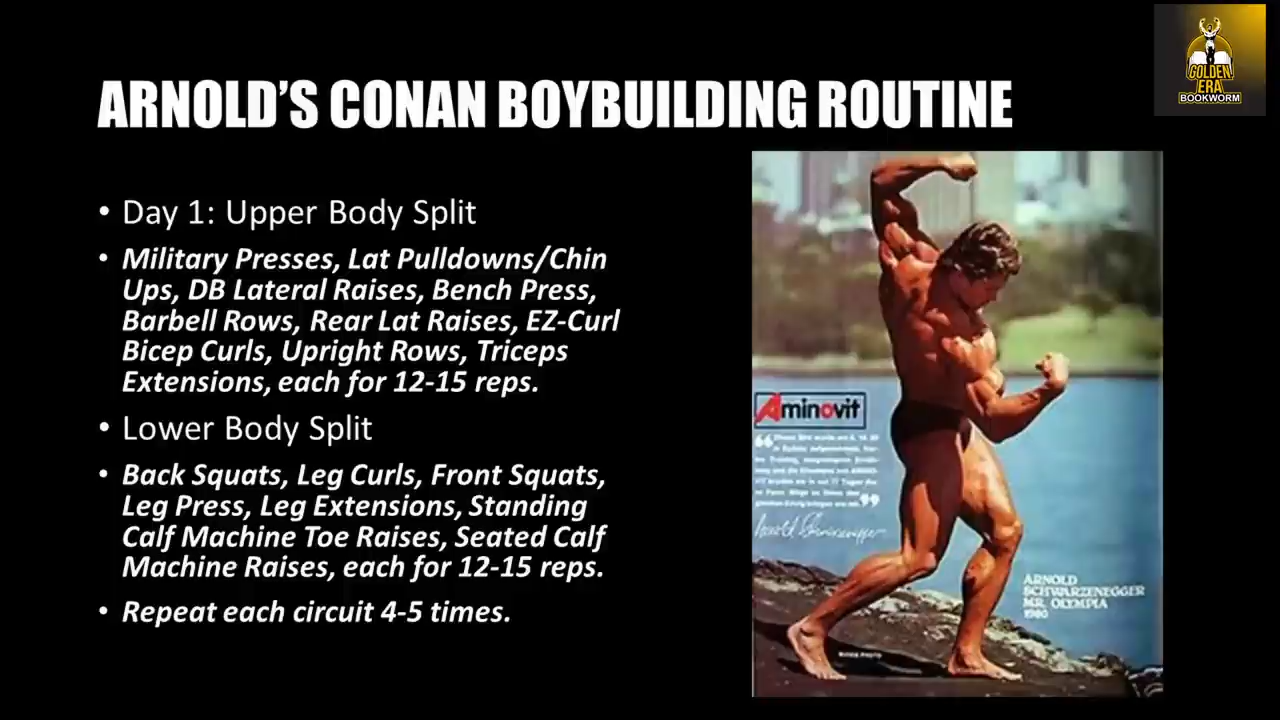 GOLDEN
ERA
BOOKWORM
ARNOLD'S CONAN BOYBUILDING ROUTINE
• Day 1: Upper Body Split
• Military Presses, Lat Pulldowns/Chin
Ups, DB Lateral Raises, Bench Press,
Barbell Rows, Rear Lat Raises, EZ-Curl
Bicep Curls, Upright Rows, Triceps
Extensions, each for 12-15 reps.
• Lower Body Split
• Back Squats, Leg Curls, Front Squats,
Leg Press, Leg Extensions, Standing
Calf Machine Toe Raises, Seated Calf
Machine Raises, each for 12-15 reps.
• Repeat each circuit 4-5 times.
Aminovit
ARNOLD
SCHWARZENEGGER
MR. OLYMPIA
1980